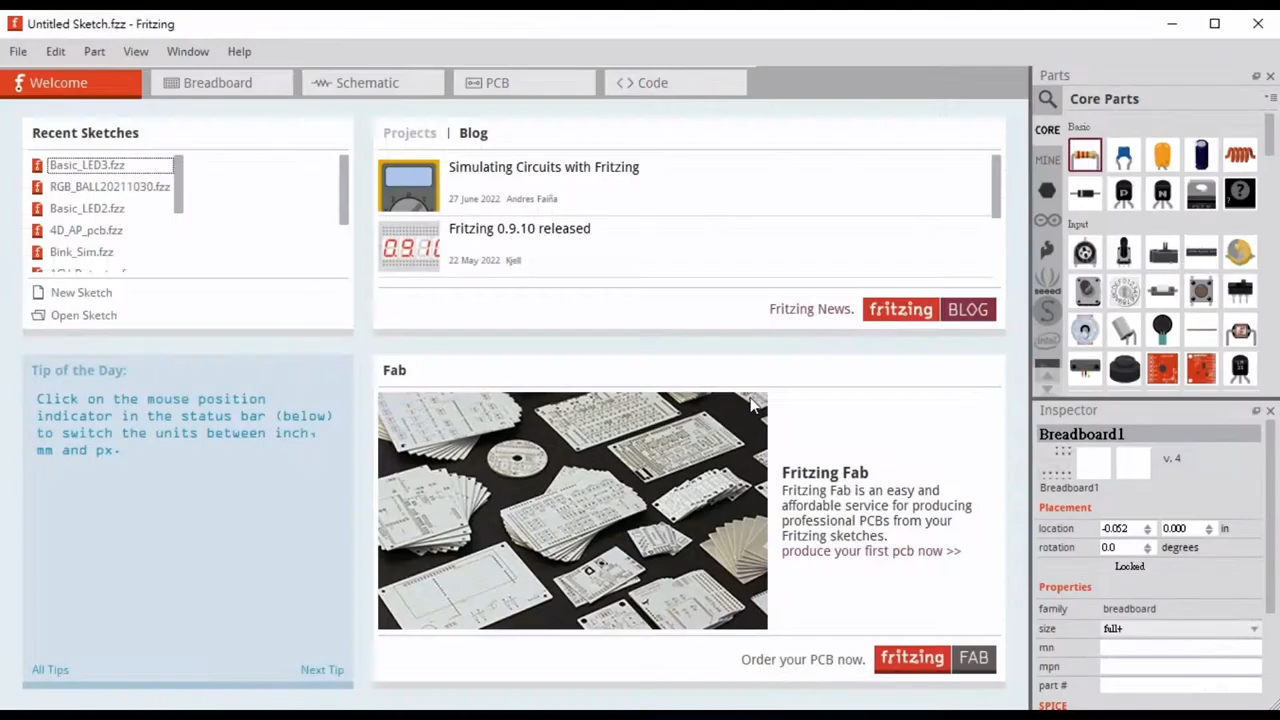 Untitled Sketch.fzz - Fritzing
File Edit Part View Window Help
Welcome Breadboard Schematic PCB Code
Recent Sketches
Basic_LED3.fzz
RGB_BALL20211030.fzz
Basic_LED2.fzz
4D_AP_pcb.fzz
Bink_Sim.fzz
New Sketch
Open Sketch
Projects | Blog
Simulating Circuits with Fritzing
27 June 2022 Andres Faiña
Fritzing 0.9.10 released
22 May 2022 Kjell
Fritzing News. fritzing BLOG
Tip of the Day:
Click on the mouse position
indicator in the status bar (below)
to switch the units between inch,
mm and px.
All Tips Next Tip
Fab
Fritzing Fab
Fritzing Fab is an easy and
affordable service for producing
professional PCBs from your
Fritzing sketches.
produce your first pcb now >>
Order your PCB now. fritzing FAB
Parts
Core Parts
CORE
MINE
seeed
intel
Basic
Input
Inspector
Breadboard1
v. 4
Breadboard1
Placement
location -0.052 0.000 in
rotation 0.0 degrees
Locked
Properties
family breadboard
size full+
mn
mpn
part #
SPICE